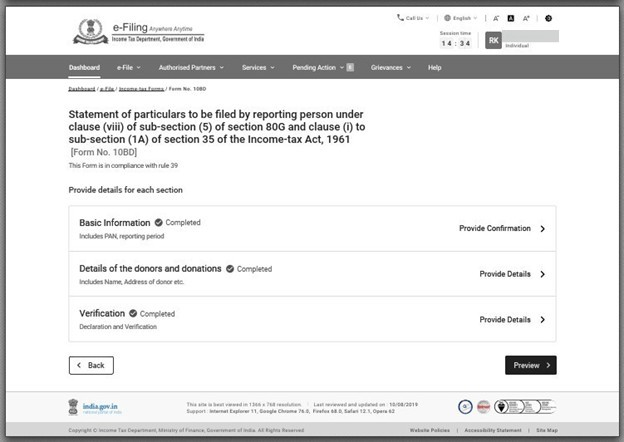 e-Filing Anywhere Anytime
Income Tax Department, Government of India
Call Us
English
A
A
A
Session time
14 : 34
RK
Individual
Dashboard
e-File
Authorised Partners
Services
Pending Action
Grievances
Help
Dashboard / e-File / Income tax Forms / Form No. 10BD
Statement of particulars to be filed by reporting person under
clause (viii) of sub-section (5) of section 80G and clause (i) to
sub-section (1A) of section 35 of the Income-tax Act, 1961
[Form No. 10BD]
This Form is in compliance with rule 39
Provide details for each section
Basic Information Completed
Includes PAN, reporting period
Provide Confirmation
Details of the donors and donations Completed
Includes Name, Address of donor etc.
Provide Details
Verification Completed
Declaration and Verification
Provide Details
< Back
Preview >
india.gov.in
This site is best viewed in 1366 x 768 resolution. | Last reviewed and updated on : 10/08/2019
Support : Internet Explorer 11, Google Chrome 76.0, Firefox 68.0, Safari 12.1, Opera 62
Copyright © Income Tax Department, Ministry of Finance, Government of India. All Rights Reserved
Website Policies | Accessibility Statement | Site Map